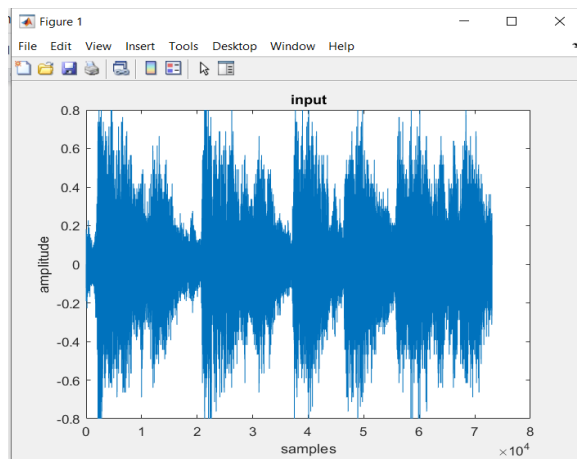 Figure 1
File Edit View Insert Tools Desktop Window Help
input
0.8
0.6
0.4
0.2
0
-0.2
-0.4
-0.6
-0.8
amplitude
0 1 2 3 4 5 6 7 8
samples
×10⁴